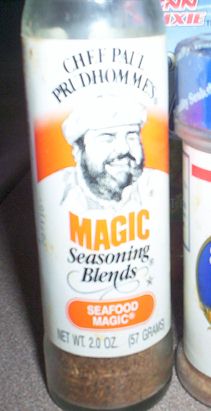 CHEF PAUL
PRUDHOMME'S
MAGIC
Seasoning
Blends
SEAFOOD
MAGIC®
NET WT. 2.0 OZ. (57 GRAMS)